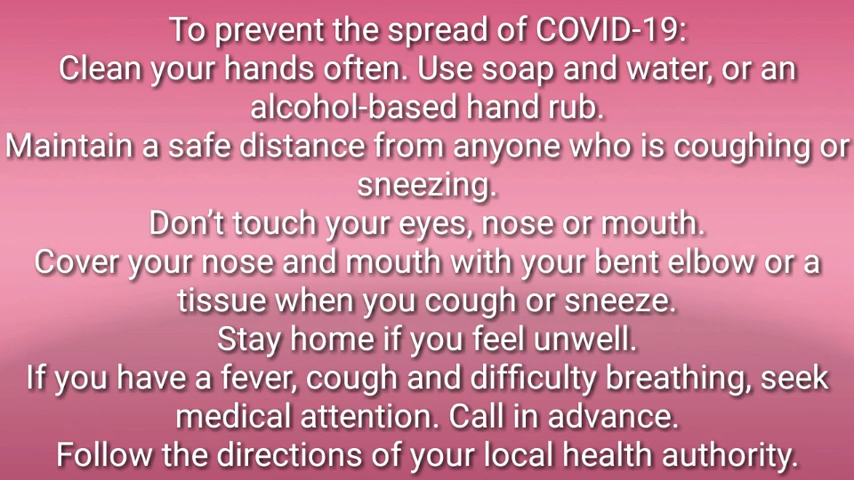 To prevent the spread of COVID-19:
Clean your hands often. Use soap and water, or an
alcohol-based hand rub.
Maintain a safe distance from anyone who is coughing or
sneezing.
Don’t touch your eyes, nose or mouth.
Cover your nose and mouth with your bent elbow or a
tissue when you cough or sneeze.
Stay home if you feel unwell.
If you have a fever, cough and difficulty breathing, seek
medical attention. Call in advance.
Follow the directions of your local health authority.